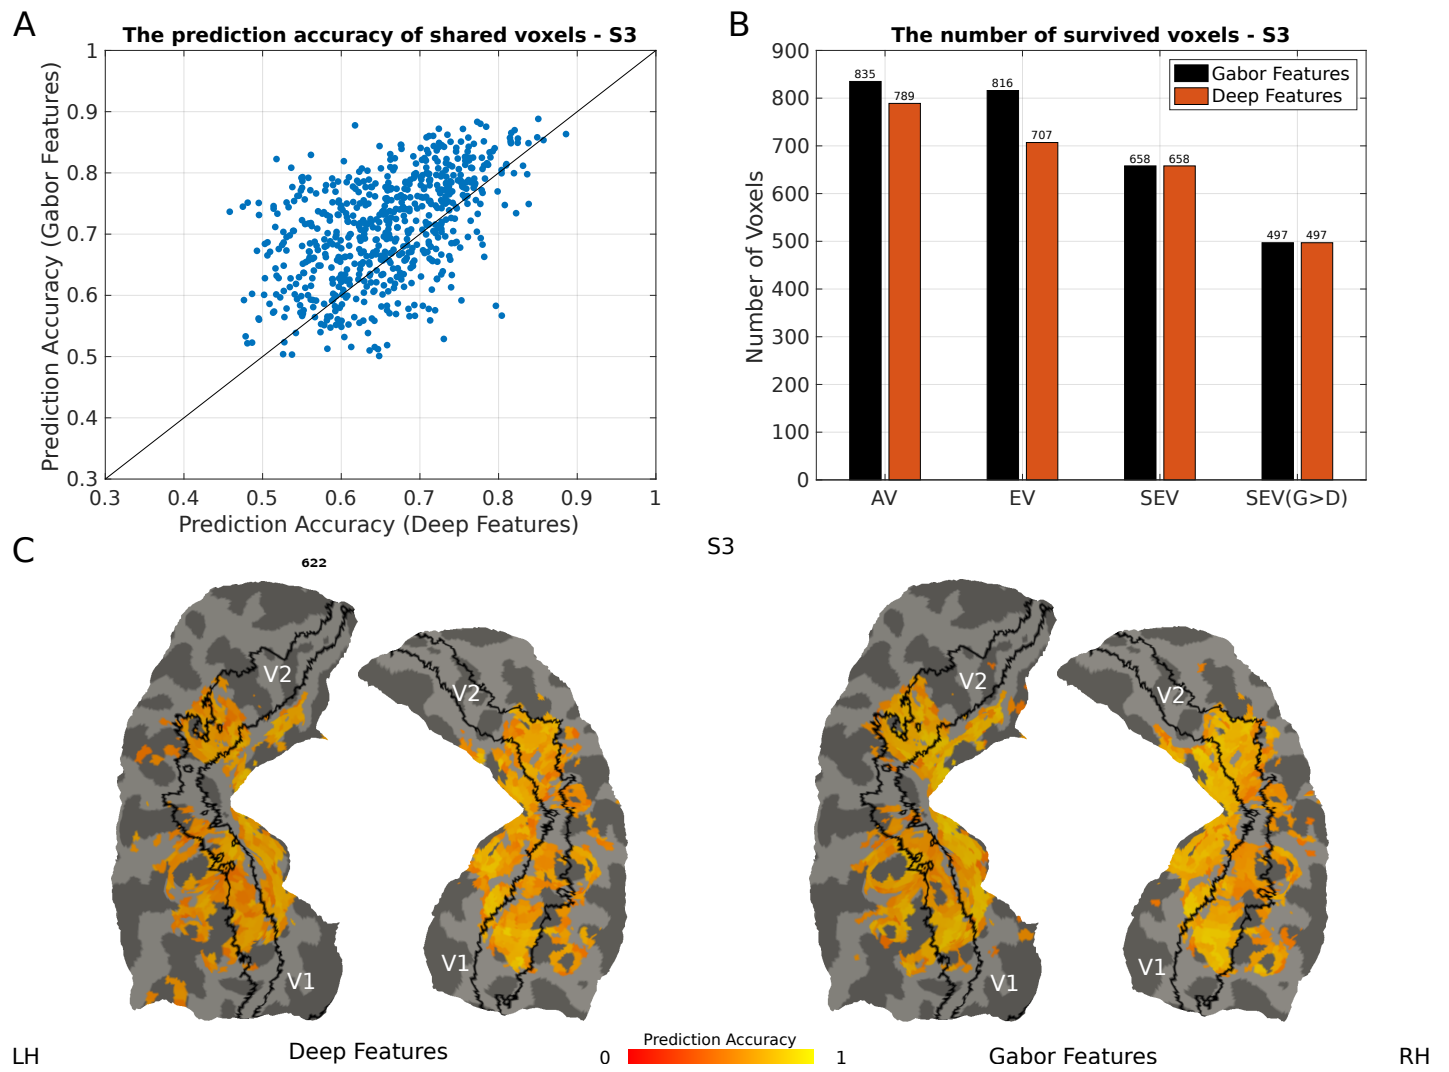 A
The prediction accuracy of shared voxels - S3
1
0.9
0.8
0.7
0.6
0.5
0.4
0.3
Prediction Accuracy (Gabor Features)
0.3 0.4 0.5 0.6 0.7 0.8 0.9 1
Prediction Accuracy (Deep Features)
B
The number of survived voxels - S3
900
800
700
600
500
400
300
200
100
0
Number of Voxels
Gabor Features
Deep Features
835
789
816
707
658
658
497
497
AV EV SEV SEV(G>D)
C
622
S3
V2
V2
V1
V1
V2
V2
V1
V1
LH
Deep Features
Prediction Accuracy
0
1
Gabor Features
RH